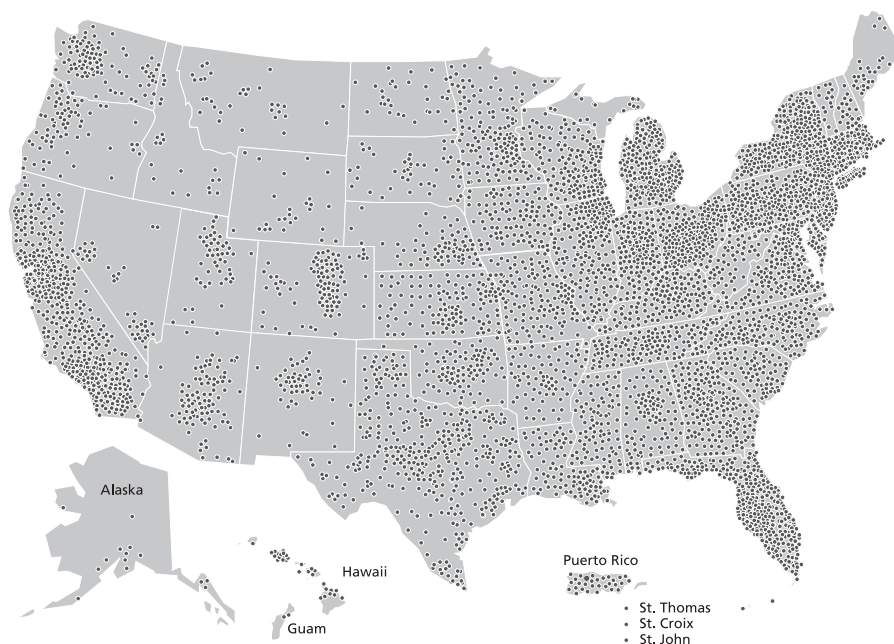 Alaska
Hawaii
Guam
Puerto Rico
• St. Thomas
• St. Croix
• St. John